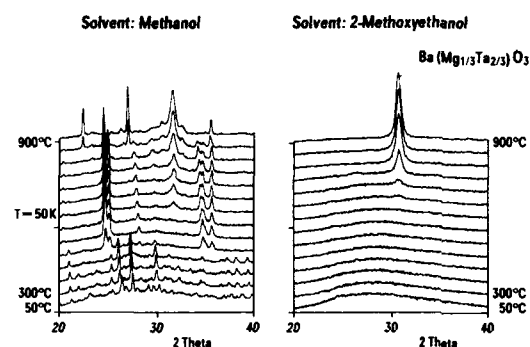 Solvent: Methanol
Solvent: 2-Methoxyethanol
Ba(Mg1/3Ta2/3)O3
900°C
900°C
T=50K
300°C
50°C
300°C
50°C
20
30
40
20
30
40
2 Theta
2 Theta